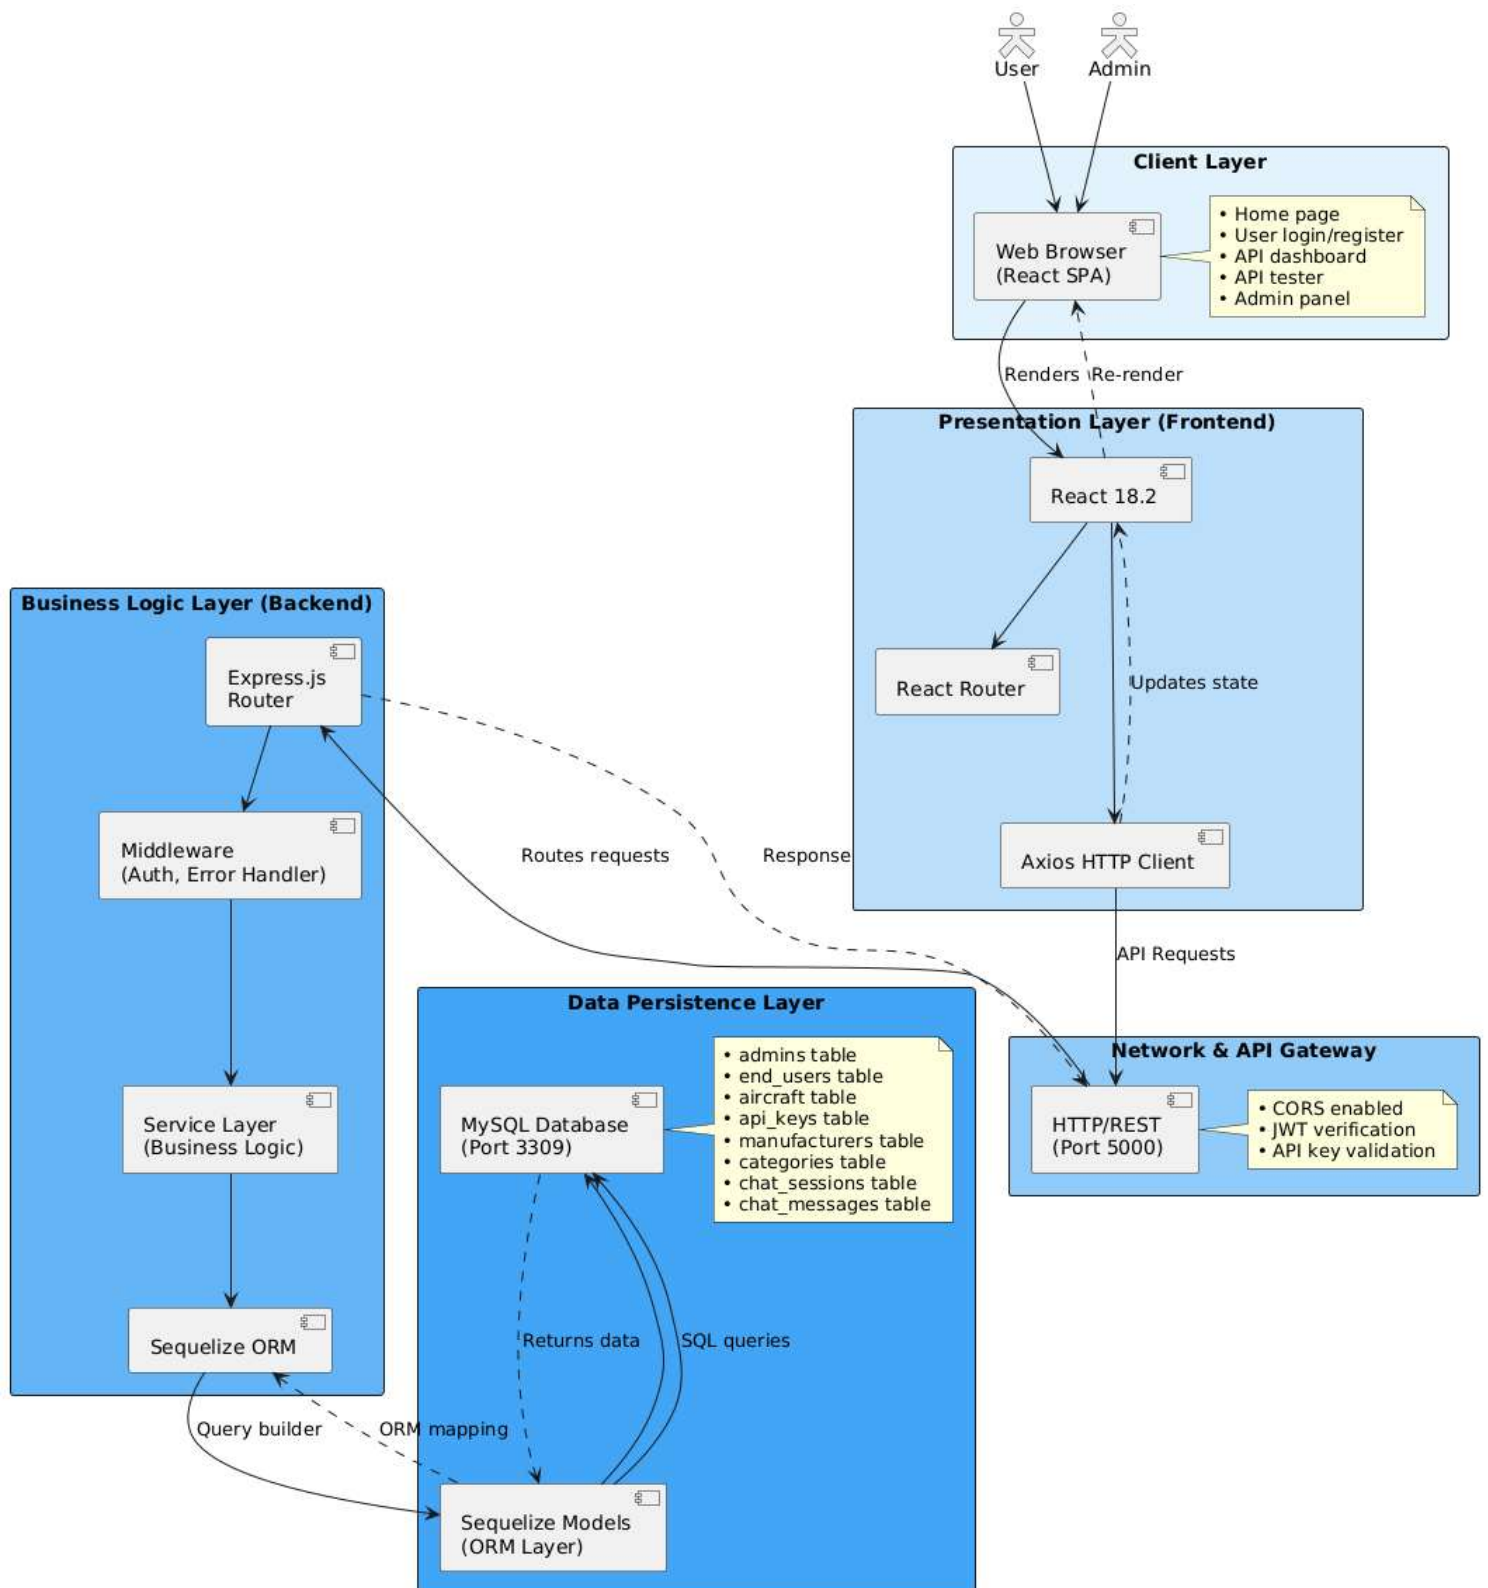 User
Admin
Client Layer
Web Browser
(React SPA)
• Home page
• User login/register
• API dashboard
• API tester
• Admin panel
Renders
Re-render
Presentation Layer (Frontend)
React 18.2
React Router
Updates state
Axios HTTP Client
Business Logic Layer (Backend)
Express.js
Router
Middleware
(Auth, Error Handler)
Routes requests
Response
API Requests
Service Layer
(Business Logic)
Sequelize ORM
Data Persistence Layer
MySQL Database
(Port 3309)
• admins table
• end_users table
• aircraft table
• api_keys table
• manufacturers table
• categories table
• chat_sessions table
• chat_messages table
Network & API Gateway
HTTP/REST
(Port 5000)
• CORS enabled
• JWT verification
• API key validation
Returns data
SQL queries
Query builder
ORM mapping
Sequelize Models
(ORM Layer)